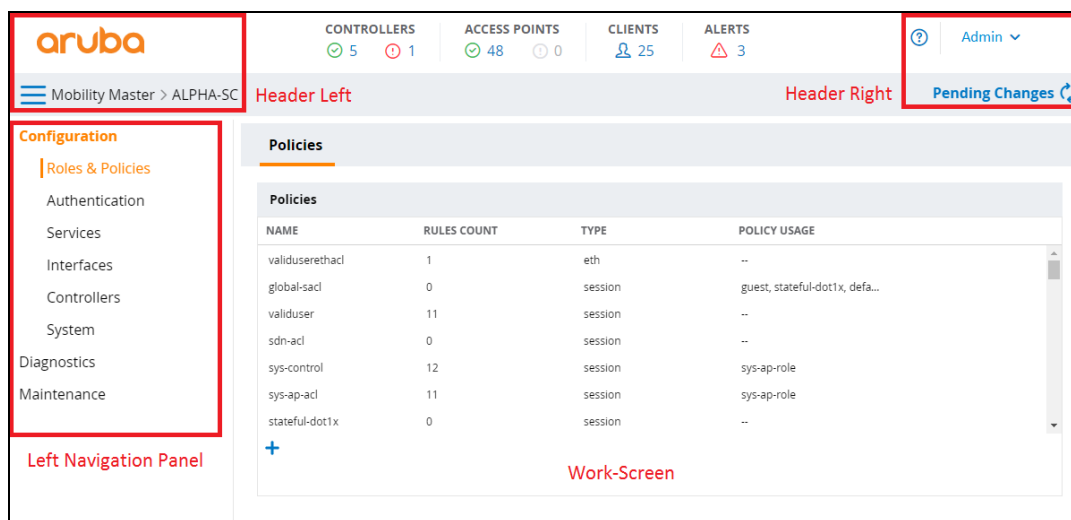 aruba
CONTROLLERS ACCESS POINTS CLIENTS ALERTS
5 1 48 0 25 3
? Admin
Mobility Master > ALPHA-SC Header Left Header Right Pending Changes
Configuration
Roles & Policies
Authentication
Services
Interfaces
Controllers
System
Diagnostics
Maintenance
Left Navigation Panel
Policies
Policies
NAME RULES COUNT TYPE POLICY USAGE
validuserethacl 1 eth --
global-sacl 0 session guest, stateful-dot1x, defa...
validuser 11 session --
sdn-acl 0 session --
sys-control 12 session sys-ap-role
sys-ap-acl 11 session sys-ap-role
stateful-dot1x 0 session --
+
Work-Screen